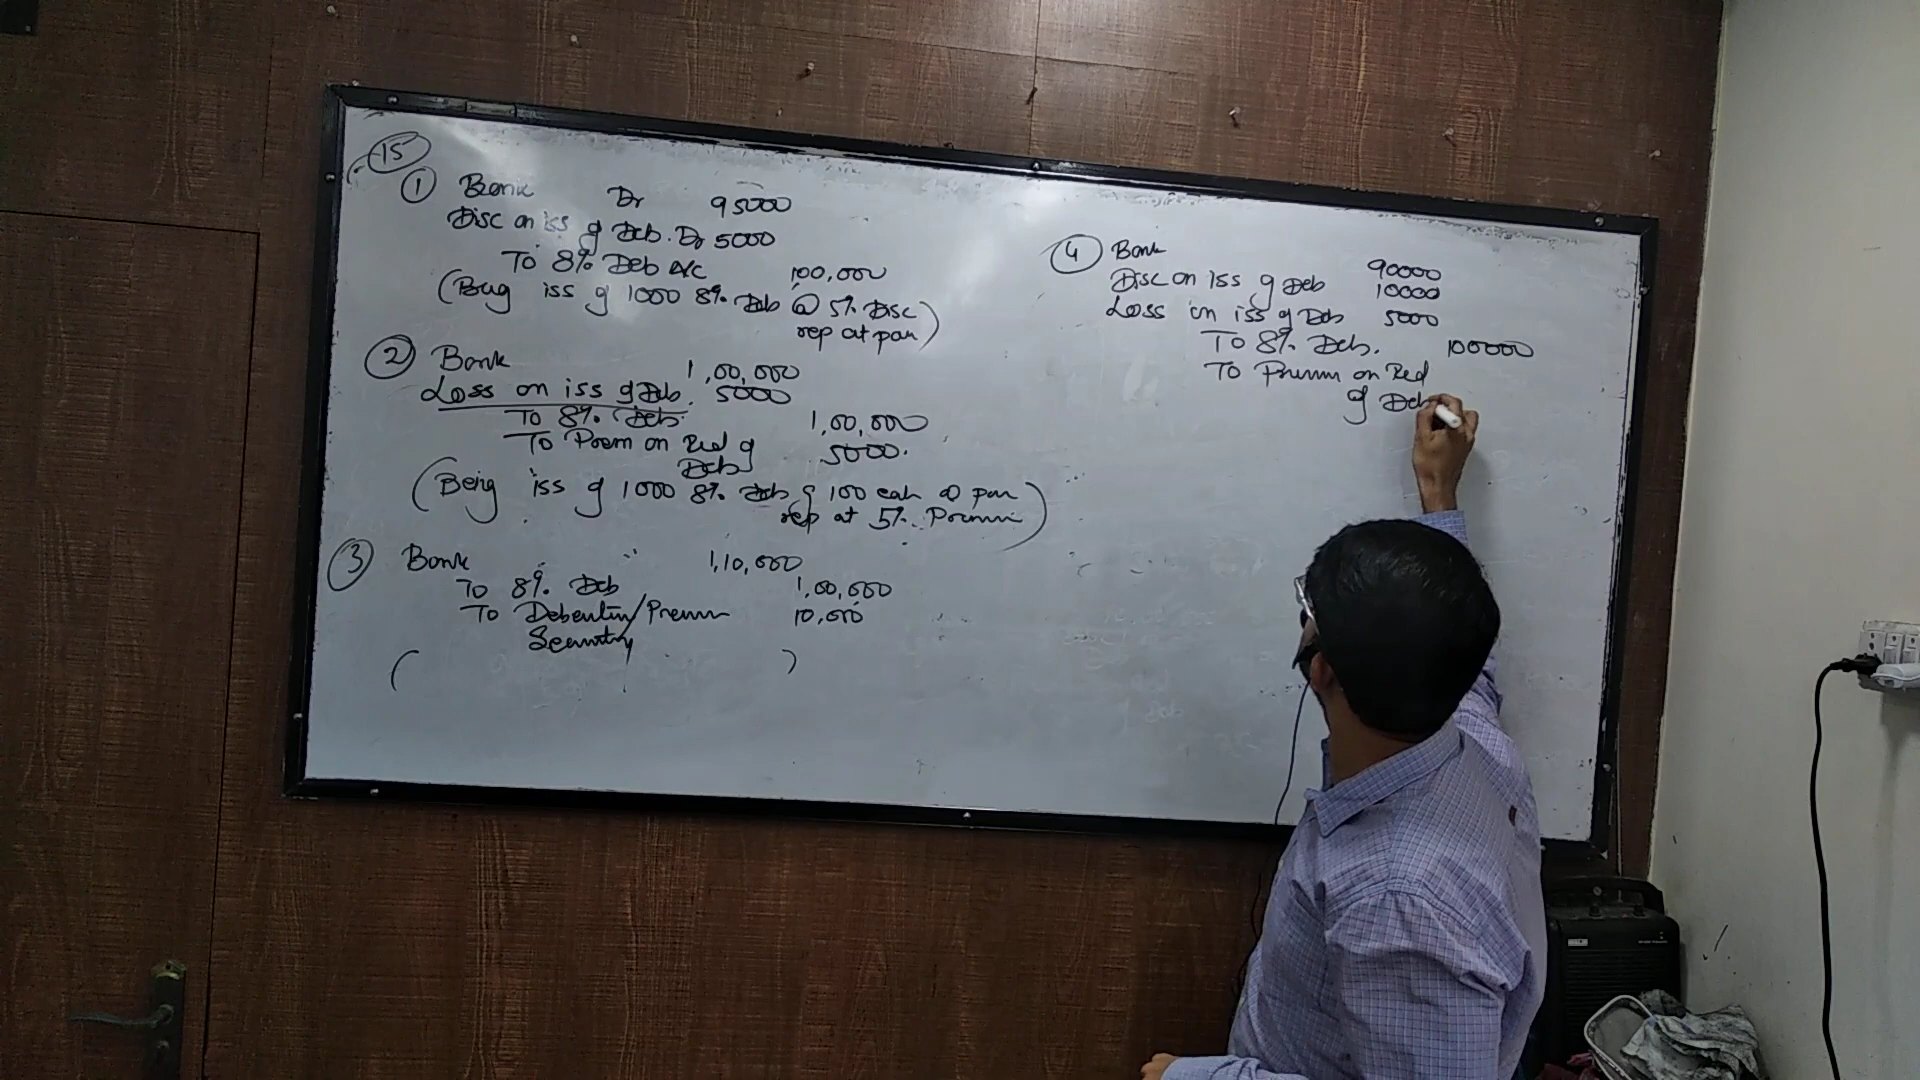 15
1 Bank Dr 95000
Disc on iss of Deb. Dr 5000
To 8% Deb A/c 100,000
(Beig iss of 1000 8% Deb @ 5% Disc
rep at par)
2 Bank 1,00,000
Loss on iss of Deb. 5000
To 8% Deb. 1,00,000
To Prem on Red of 5000.
Deb
(Being iss of 1000 8% Deb of 100 each @ par
rep at 5% Premium)
3 Bank 1,10,000
To 8% Deb 1,00,000
To Debenture/Premium 10,000
Security
( )
4 Bank 90000
Disc on Iss of Deb 10000
Loss on iss of Deb 5000
To 8% Deb. 100000
To Premium on Red
of Deb